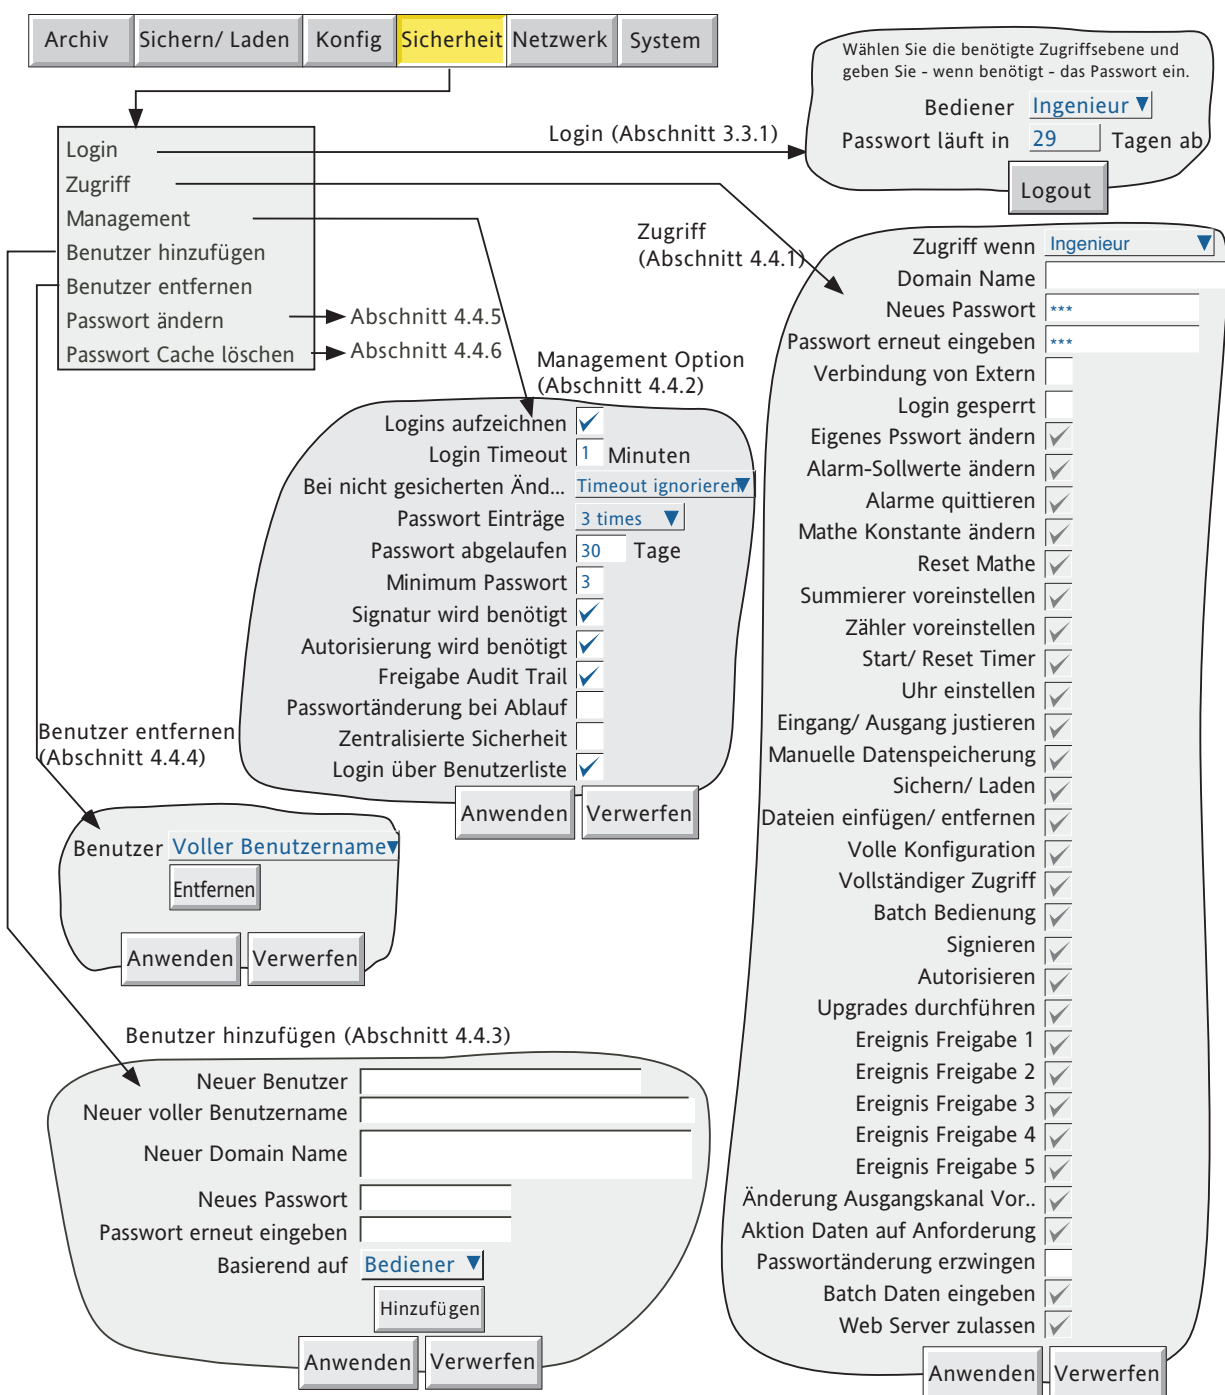 Archiv
Sichern/ Laden
Konfig
Sicherheit
Netzwerk
System
Wählen Sie die benötigte Zugriffsebene und
geben Sie - wenn benötigt - das Passwort ein.
Bediener Ingenieur
Passwort läuft in 29 Tagen ab
Logout
Login
Zugriff
Management
Benutzer hinzufügen
Benutzer entfernen
Passwort ändern
Passwort Cache löschen
Login (Abschnitt 3.3.1)
Abschnitt 4.4.5
Abschnitt 4.4.6
Zugriff
(Abschnitt 4.4.1)
Zugriff wenn Ingenieur
Domain Name
Neues Passwort ***
Passwort erneut eingeben ***
Verbindung von Extern
Login gesperrt
Eigenes Psswort ändern
Alarm-Sollwerte ändern
Alarme quittieren
Mathe Konstante ändern
Reset Mathe
Summierer voreinstellen
Zähler voreinstellen
Start/ Reset Timer
Uhr einstellen
Eingang/ Ausgang justieren
Manuelle Datenspeicherung
Sichern/ Laden
Dateien einfügen/ entfernen
Volle Konfiguration
Vollständiger Zugriff
Batch Bedienung
Signieren
Autorisieren
Upgrades durchführen
Ereignis Freigabe 1
Ereignis Freigabe 2
Ereignis Freigabe 3
Ereignis Freigabe 4
Ereignis Freigabe 5
Änderung Ausgangskanal Vor..
Aktion Daten auf Anforderung
Passwortänderung erzwingen
Batch Daten eingeben
Web Server zulassen
Anwenden
Verwerfen
Management Option
(Abschnitt 4.4.2)
Logins aufzeichnen
Login Timeout 1 Minuten
Bei nicht gesicherten Änd... Timeout ignorieren
Passwort Einträge 3 times
Passwort abgelaufen 30 Tage
Minimum Passwort 3
Signatur wird benötigt
Autorisierung wird benötigt
Freigabe Audit Trail
Passwortänderung bei Ablauf
Zentralisierte Sicherheit
Login über Benutzerliste
Anwenden
Verwerfen
Benutzer entfernen
(Abschnitt 4.4.4)
Benutzer Voller Benutzername
Entfernen
Anwenden
Verwerfen
Benutzer hinzufügen (Abschnitt 4.4.3)
Neuer Benutzer
Neuer voller Benutzername
Neuer Domain Name
Neues Passwort
Passwort erneut eingeben
Basierend auf Bediener
Hinzufügen
Anwenden
Verwerfen